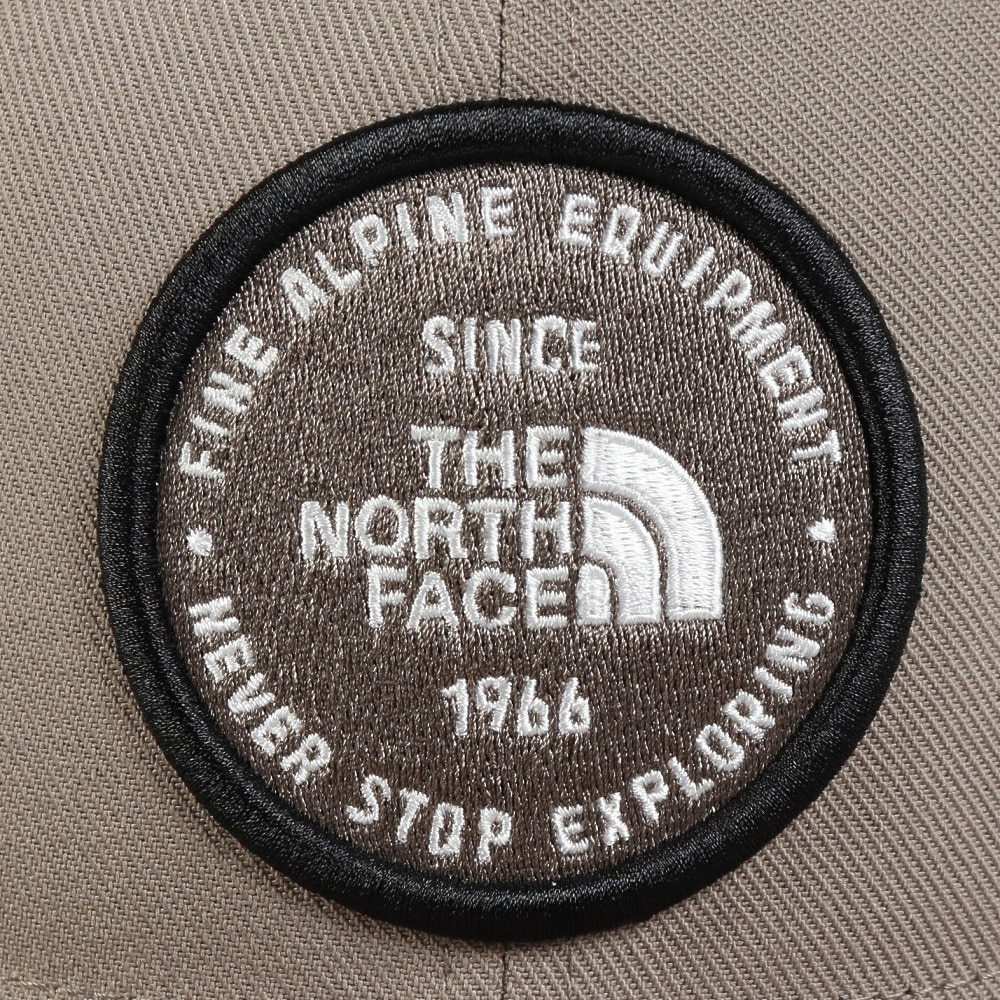 FINE ALPINE EQUIPMENT
SINCE
THE
NORTH
FACE
1966
NEVER STOP EXPLORING